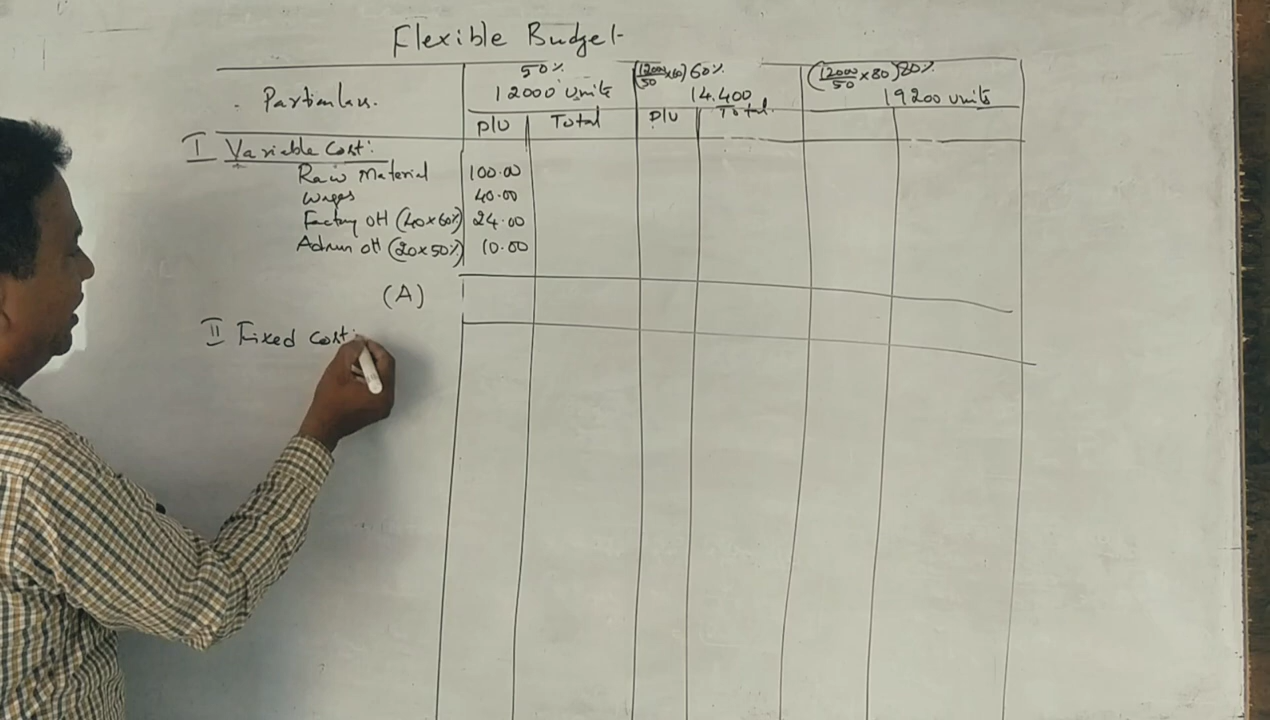 Flexible Budget
Particulars.
50%
12000 units
(12000/50 x 60) 60%
14.400
(12000/50 x 80) 80%
19200 units
P/U Total P/U Total
I Variable Cost:
Raw Material 100.00
Wages 40.00
Factory OH (40x60%) 24.00
Admn OH (20x50%) 10.00
(A)
II Fixed Cost: